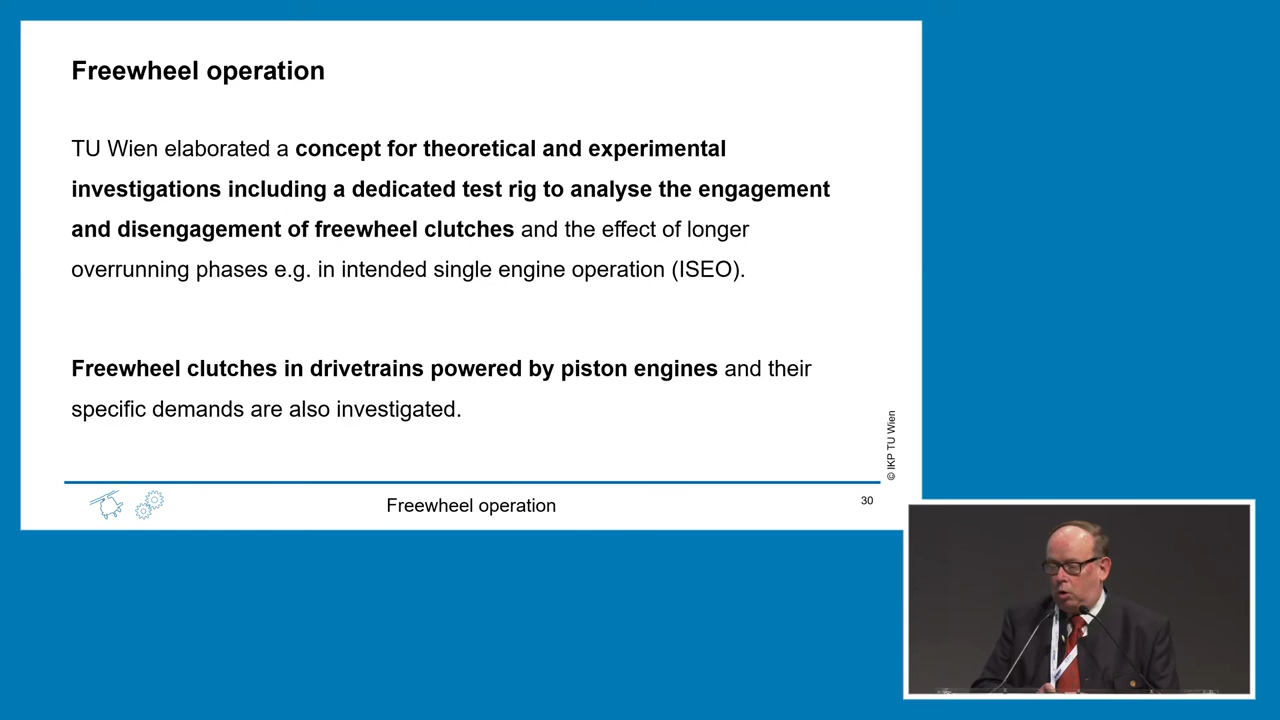 Freewheel operation
TU Wien elaborated a concept for theoretical and experimental
investigations including a dedicated test rig to analyse the engagement
and disengagement of freewheel clutches and the effect of longer
overrunning phases e.g. in intended single engine operation (ISEO).
Freewheel clutches in drivetrains powered by piston engines and their
specific demands are also investigated.
© IKP TU Wien
Freewheel operation
30